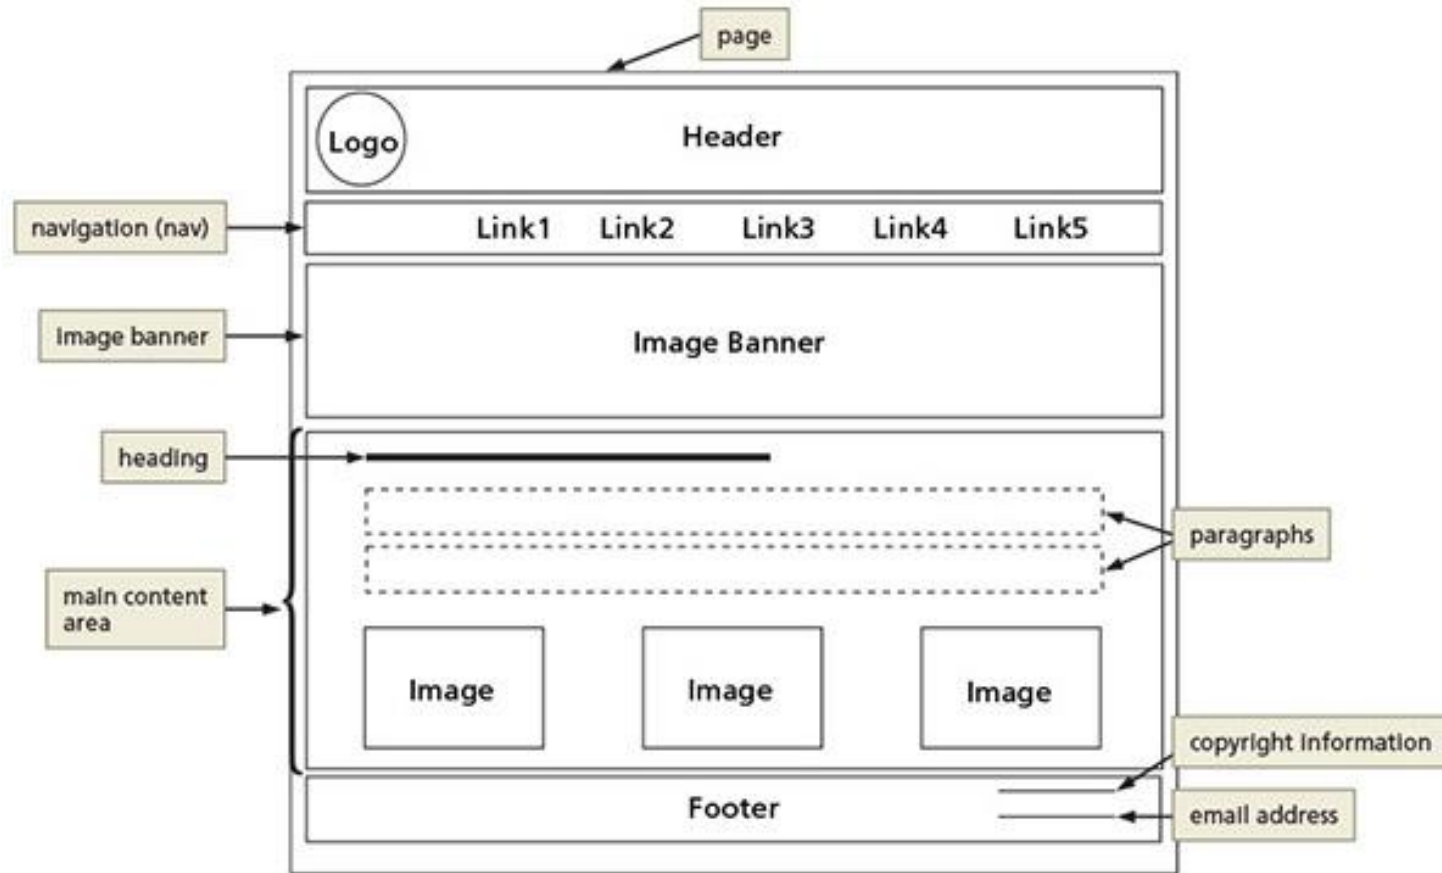 page
Logo
Header
navigation (nav)
Link1 Link2 Link3 Link4 Link5
Image banner
Image Banner
heading
paragraphs
main content
area
Image Image Image
copyright information
Footer
email address